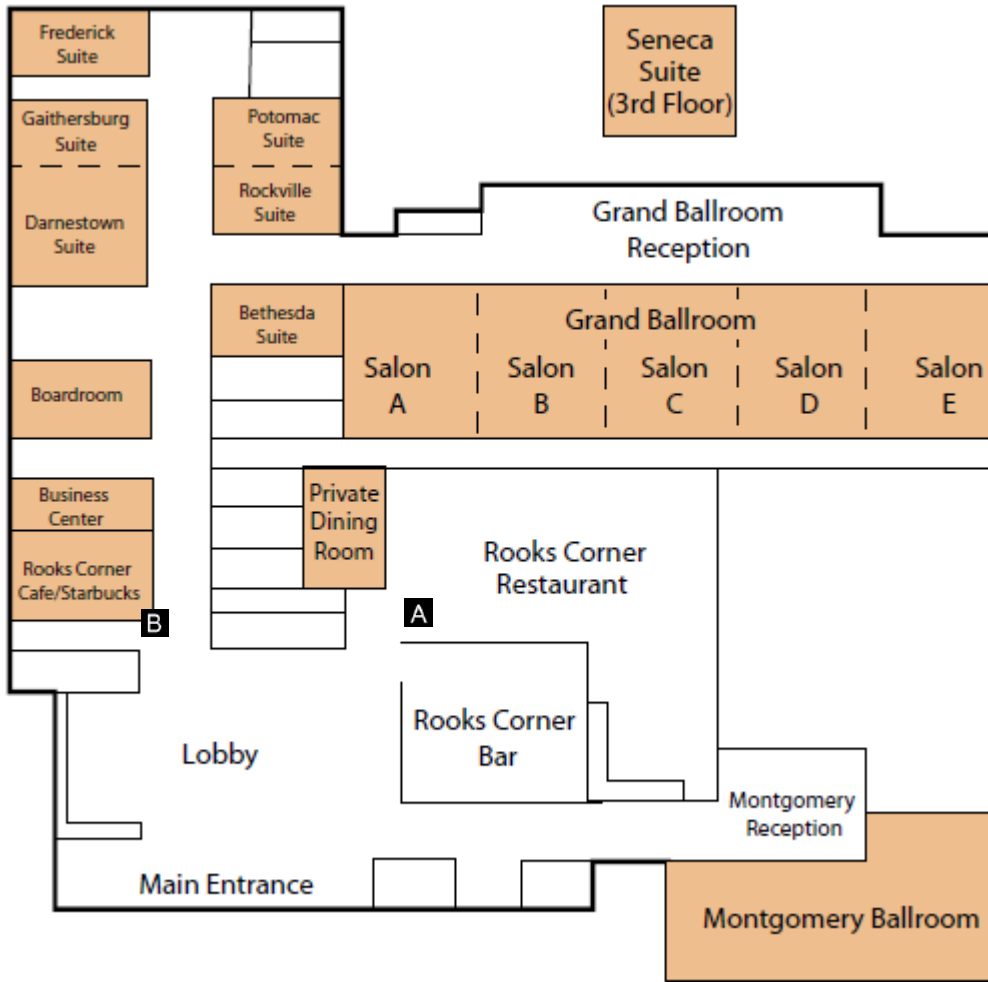 Frederick
Suite
Seneca
Suite
(3rd Floor)
Gaithersburg
Suite
Potomac
Suite
Darnestown
Suite
Rockville
Suite
Grand Ballroom
Reception
Bethesda
Suite
Grand Ballroom
Salon
A
Salon
B
Salon
C
Salon
D
Salon
E
Boardroom
Business
Center
Private
Dining
Room
Rooks Corner
Restaurant
Rooks Corner
Cafe/Starbucks
A
B
Rooks Corner
Bar
Lobby
Montgomery
Reception
Main Entrance
Montgomery Ballroom